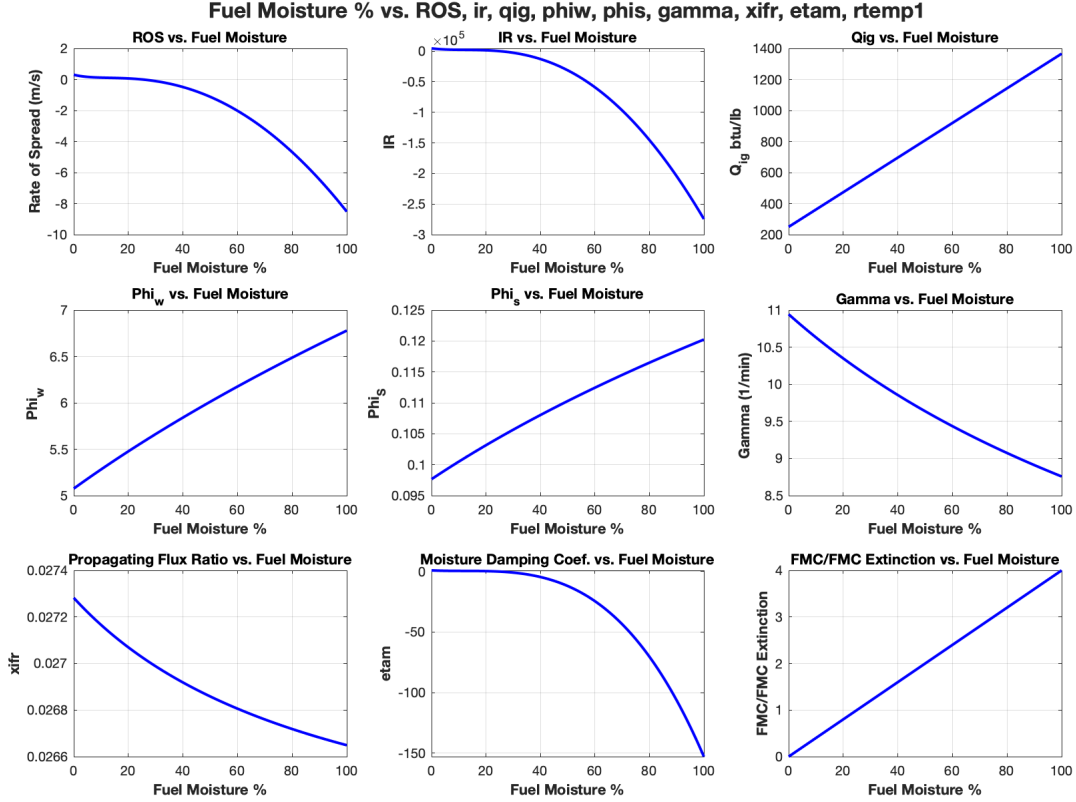 Fuel Moisture % vs. ROS, ir, qig, phiw, phis, gamma, xifr, etam, rtemp1
ROS vs. Fuel Moisture
2
0
-2
-4
-6
-8
-10
0 20 40 60 80 100
Rate of Spread (m/s)
Fuel Moisture %
IR vs. Fuel Moisture
×10^5
0
-0.5
-1
-1.5
-2
-2.5
-3
0 20 40 60 80 100
IR
Fuel Moisture %
Qig vs. Fuel Moisture
1400
1200
1000
800
600
400
200
0 20 40 60 80 100
Q_ig btu/lb
Fuel Moisture %
Phi_w vs. Fuel Moisture
7
6.5
6
5.5
5
0 20 40 60 80 100
Phi_w
Fuel Moisture %
Phi_s vs. Fuel Moisture
0.125
0.12
0.115
0.11
0.105
0.1
0.095
0 20 40 60 80 100
Phi_S
Fuel Moisture %
Gamma vs. Fuel Moisture
11
10.5
10
9.5
9
8.5
0 20 40 60 80 100
Gamma (1/min)
Fuel Moisture %
Propagating Flux Ratio vs. Fuel Moisture
0.0274
0.0272
0.027
0.0268
0.0266
0 20 40 60 80 100
xifr
Fuel Moisture %
Moisture Damping Coef. vs. Fuel Moisture
0
-50
-100
-150
0 20 40 60 80 100
etam
Fuel Moisture %
FMC/FMC Extinction vs. Fuel Moisture
4
3
2
1
0
0 20 40 60 80 100
FMC/FMC Extinction
Fuel Moisture %